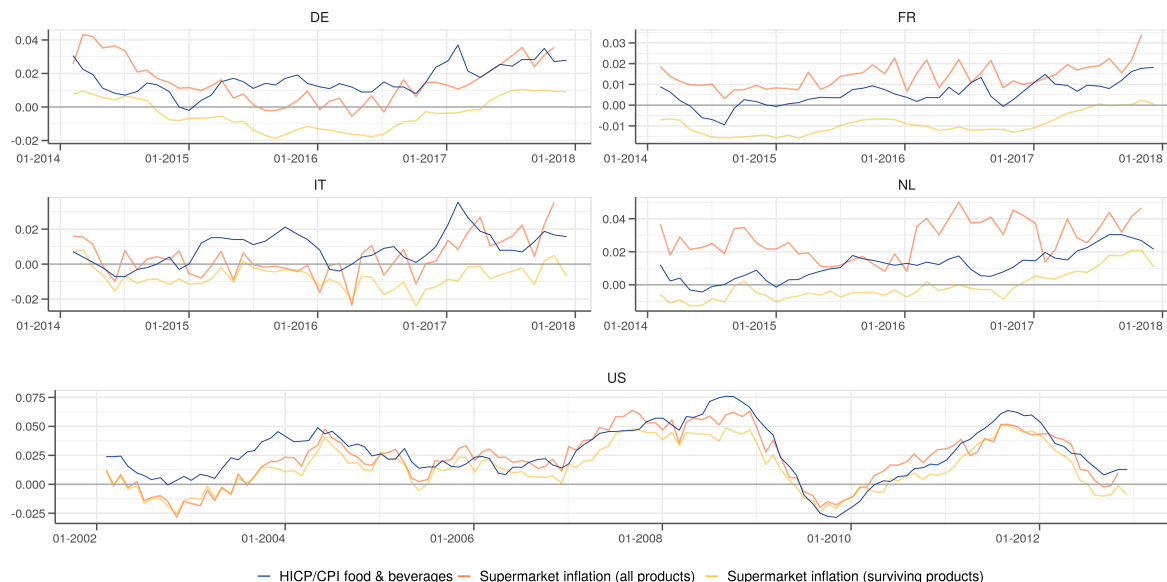 DE
0.04
0.02
0.00
-0.02
01-2014 01-2015 01-2016 01-2017 01-2018
FR
0.03
0.02
0.01
0.00
-0.01
01-2014 01-2015 01-2016 01-2017 01-2018
IT
0.02
0.00
-0.02
01-2014 01-2015 01-2016 01-2017 01-2018
NL
0.04
0.02
0.00
01-2014 01-2015 01-2016 01-2017 01-2018
US
0.075
0.050
0.025
0.000
-0.025
01-2002 01-2004 01-2006 01-2008 01-2010 01-2012
HICP/CPI food & beverages Supermarket inflation (all products) Supermarket inflation (surviving products)